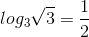 log₃√3 = 1/2